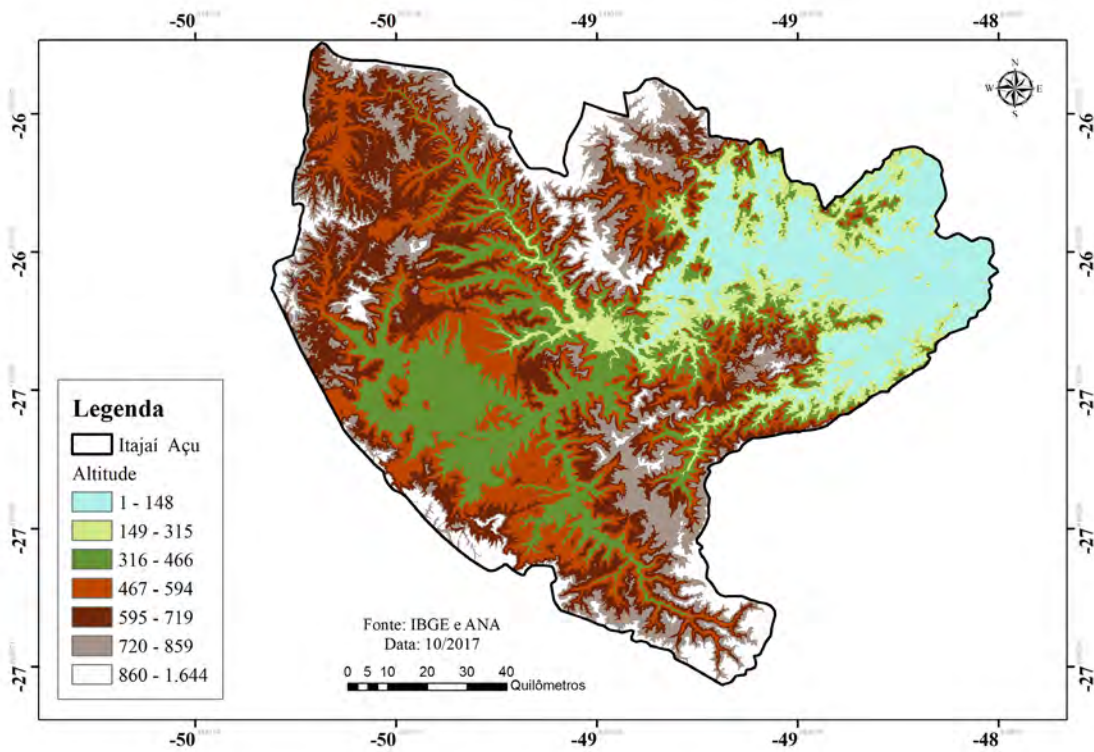 -50 -50 -49 -49 -48
N
W E
S
-26 -26
-26 -26
-27 -27
-27 -27
-27 -27
Legenda
Itajaí Açu
Altitude
1 - 148
149 - 315
316 - 466
467 - 594
595 - 719
720 - 859
860 - 1.644
Fonte: IBGE e ANA
Data: 10/2017
0 5 10 20 30 40
Quilômetros
-50 -50 -49 -49 -48